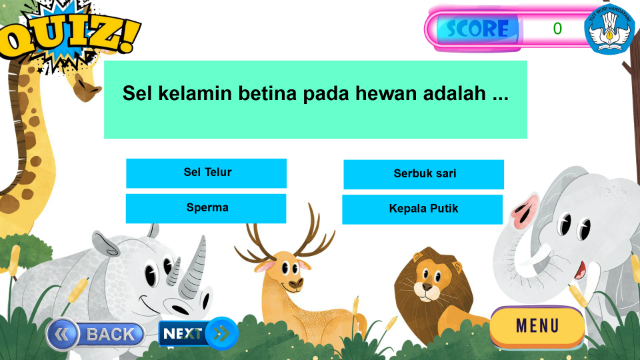 QUIZ!
SCORE
0
Sel kelamin betina pada hewan adalah ...
Sel Telur
Serbuk sari
Sperma
Kepala Putik
BACK
NEXT
MENU